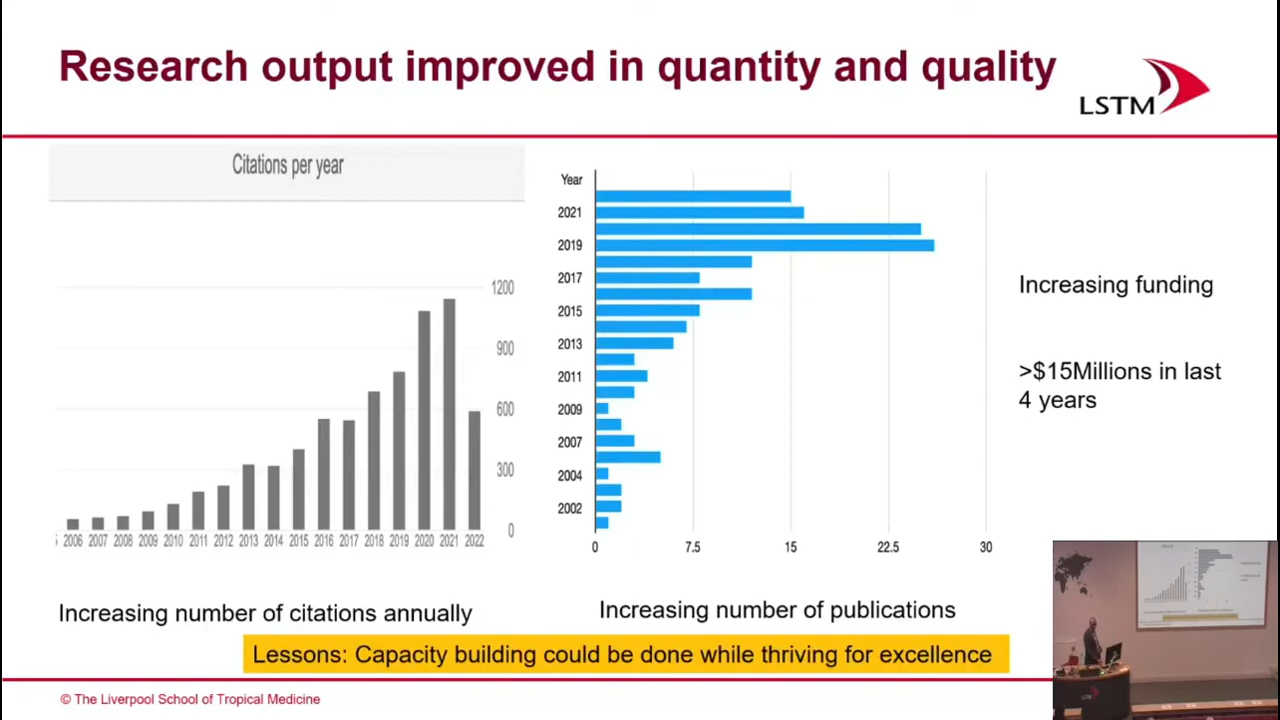 Research output improved in quantity and quality
LSTM
Citations per year
1200
900
600
300
0
2006 2007 2008 2009 2010 2011 2012 2013 2014 2015 2016 2017 2018 2019 2020 2021 2022
Increasing number of citations annually
Year
2021
2019
2017
2015
2013
2011
2009
2007
2004
2002
0 7.5 15 22.5 30
Increasing number of publications
Increasing funding
>$15Millions in last
4 years
Lessons: Capacity building could be done while thriving for excellence
© The Liverpool School of Tropical Medicine
LSTM